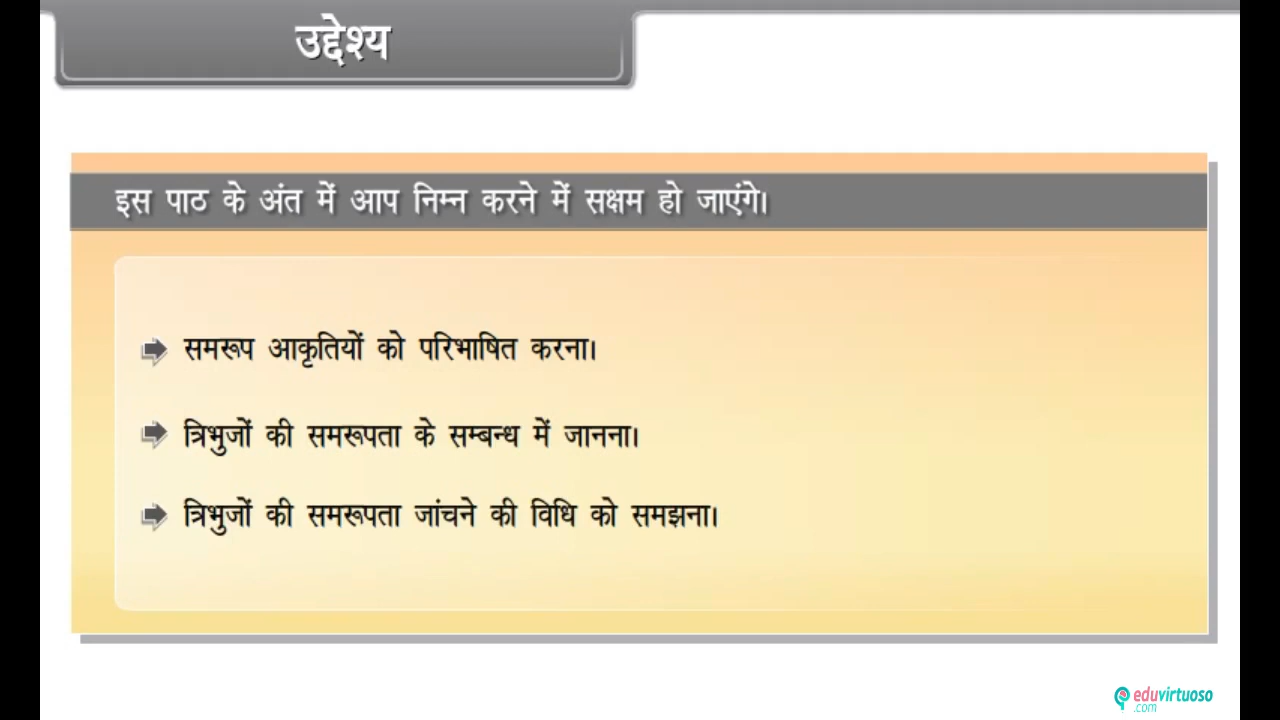 उद्देश्य
इस पाठ के अंत में आप निम्न करने में सक्षम हो जाएंगे।
समरूप आकृतियों को परिभाषित करना।
त्रिभुजों की समरूपता के सम्बन्ध में जानना।
त्रिभुजों की समरूपता जांचने की विधि को समझना।
eduvirtuoso
.com